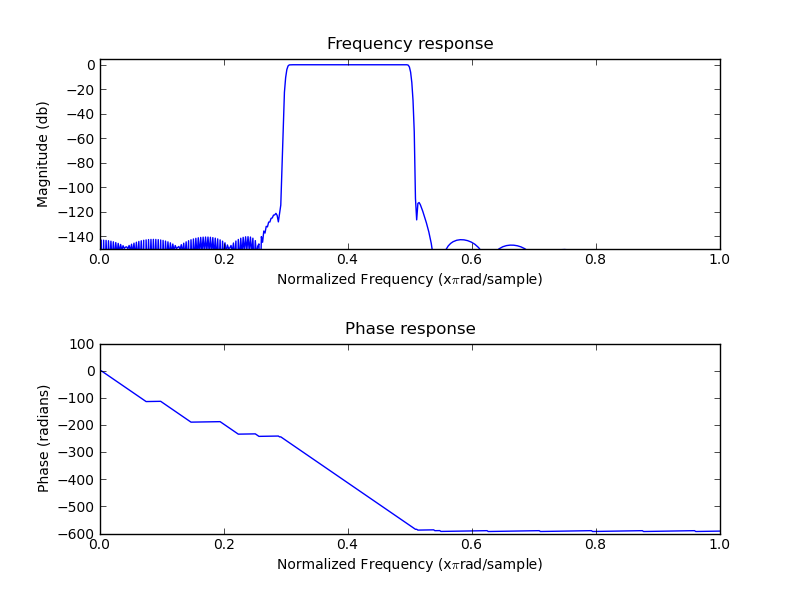 Frequency response
Magnitude (db)
0
−20
−40
−60
−80
−100
−120
−140
0.0 0.2 0.4 0.6 0.8 1.0
Normalized Frequency (xπrad/sample)
Phase response
Phase (radians)
100
0
−100
−200
−300
−400
−500
−600
0.0 0.2 0.4 0.6 0.8 1.0
Normalized Frequency (xπrad/sample)